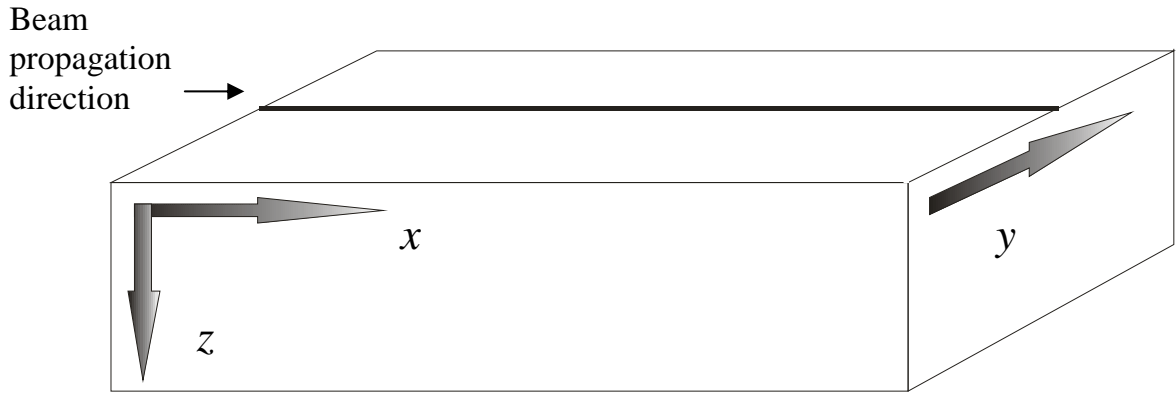 Beam
propagation
direction
x
y
z